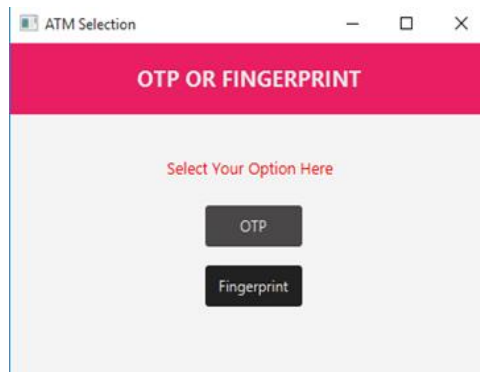 ATM Selection
OTP OR FINGERPRINT
Select Your Option Here
OTP
Fingerprint